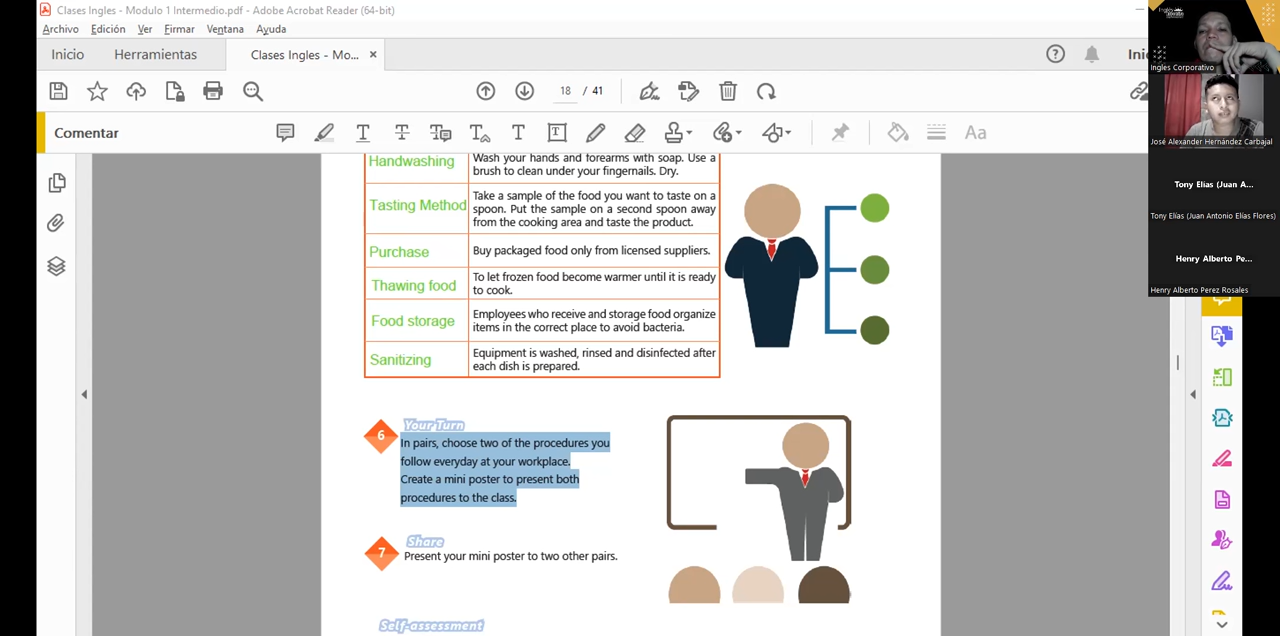 Clases Ingles - Modulo 1 Intermedio.pdf - Adobe Acrobat Reader (64-bit)
Archivo Edición Ver Firmar Ventana Ayuda
Inicio Herramientas Clases Ingles - Mo... × ? Ini
18 / 41
Comentar
Aa
Handwashing
Wash your hands and forearms with soap. Use a
brush to clean under your fingernails. Dry.
Tasting Method
Take a sample of the food you want to taste on a
spoon. Put the sample on a second spoon away
from the cooking area and taste the product.
Purchase
Buy packaged food only from licensed suppliers.
Thawing food
To let frozen food become warmer until it is ready
to cook.
Food storage
Employees who receive and storage food organize
items in the correct place to avoid bacteria.
Sanitizing
Equipment is washed, rinsed and disinfected after
each dish is prepared.
6 Your Turn
In pairs, choose two of the procedures you
follow everyday at your workplace.
Create a mini poster to present both
procedures to the class.
7 Share
Present your mini poster to two other pairs.
Self-assessment
Ingles Corporativo
José Alexander Hernández Carbajal
Tony Elias (Juan A...
Tony Elías (Juan Antonio Elías Flores)
Henry Alberto Pe...
Henry Alberto Perez Rosales